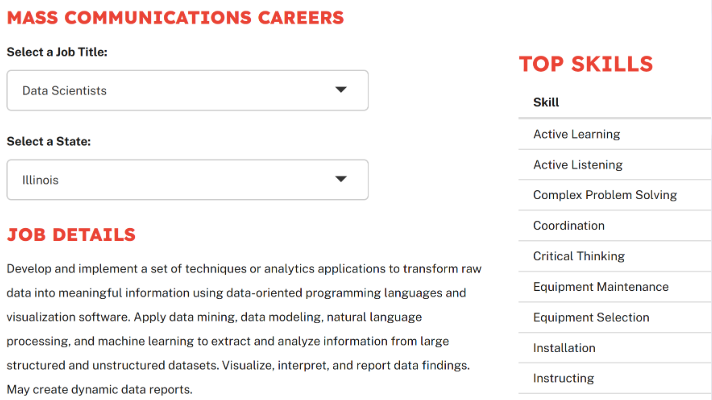 MASS COMMUNICATIONS CAREERS
Select a Job Title:
Data Scientists
Select a State:
Illinois
JOB DETAILS
Develop and implement a set of techniques or analytics applications to transform raw
data into meaningful information using data-oriented programming languages and
visualization software. Apply data mining, data modeling, natural language
processing, and machine learning to extract and analyze information from large
structured and unstructured datasets. Visualize, interpret, and report data findings.
May create dynamic data reports.
TOP SKILLS
Skill
Active Learning
Active Listening
Complex Problem Solving
Coordination
Critical Thinking
Equipment Maintenance
Equipment Selection
Installation
Instructing